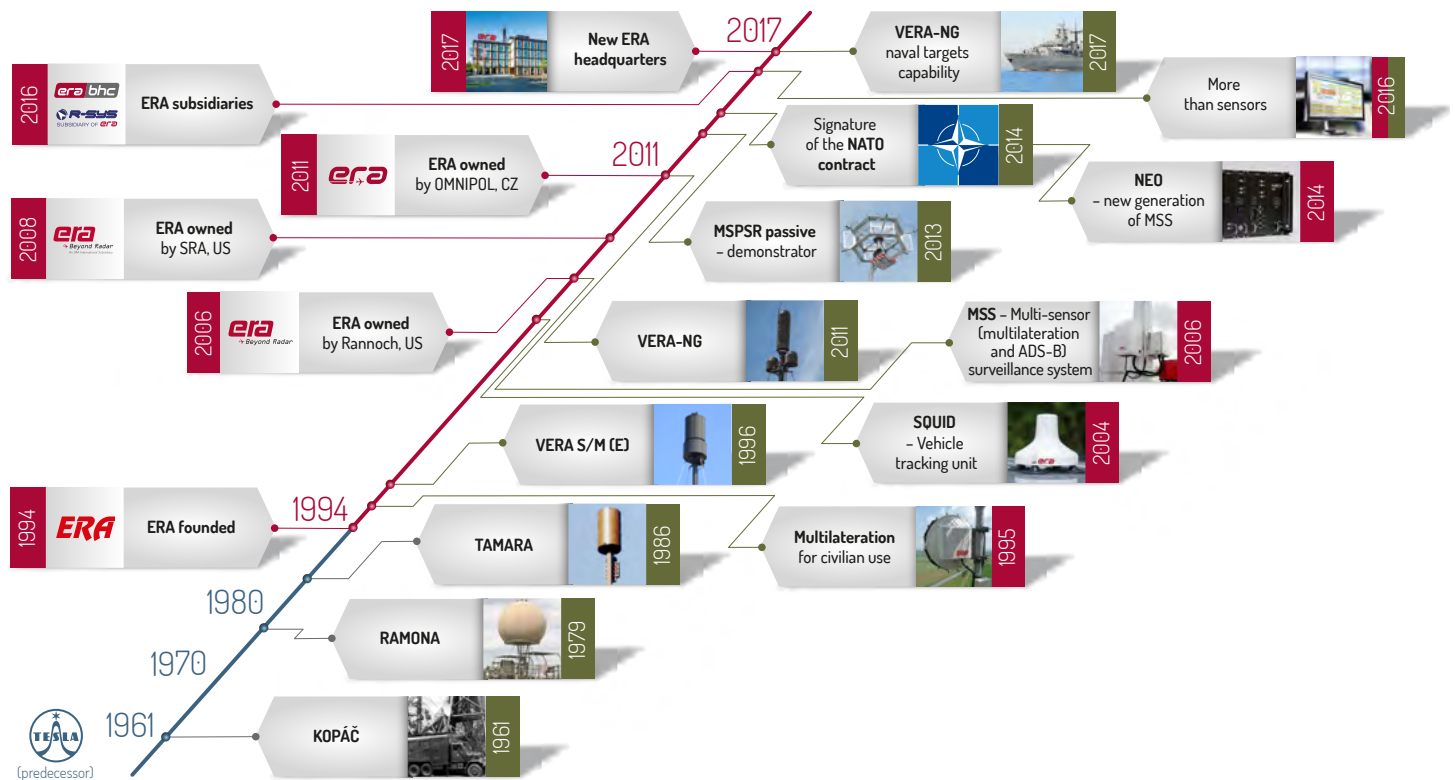 2017
era
New ERA
headquarters
2017
VERA-NG
naval targets
capability
2017
2016
era bhc
R-SYS
SUBSIDIARY OF era
ERA subsidiaries
More
than sensors
2016
2011
era
ERA owned
by OMNIPOL, CZ
2011
Signature
of the NATO
contract
2014
NEO
– new generation
of MSS
2014
2008
era
Beyond Radar
ERA owned
by SRA, US
MSPSR passive
– demonstrator
2013
2006
era
Beyond Radar
ERA owned
by Rannoch, US
VERA-NG
2011
MSS – Multi-sensor
(multilateration
and ADS-B)
surveillance system
2006
VERA S/M (E)
1996
SQUID
– Vehicle
tracking unit
era
2004
1994
ERA
ERA founded
1994
TAMARA
1986
Multilateration
for civilian use
1995
1980
RAMONA
1979
1970
TESLA
(predecessor)
1961
KOPÁČ
1961